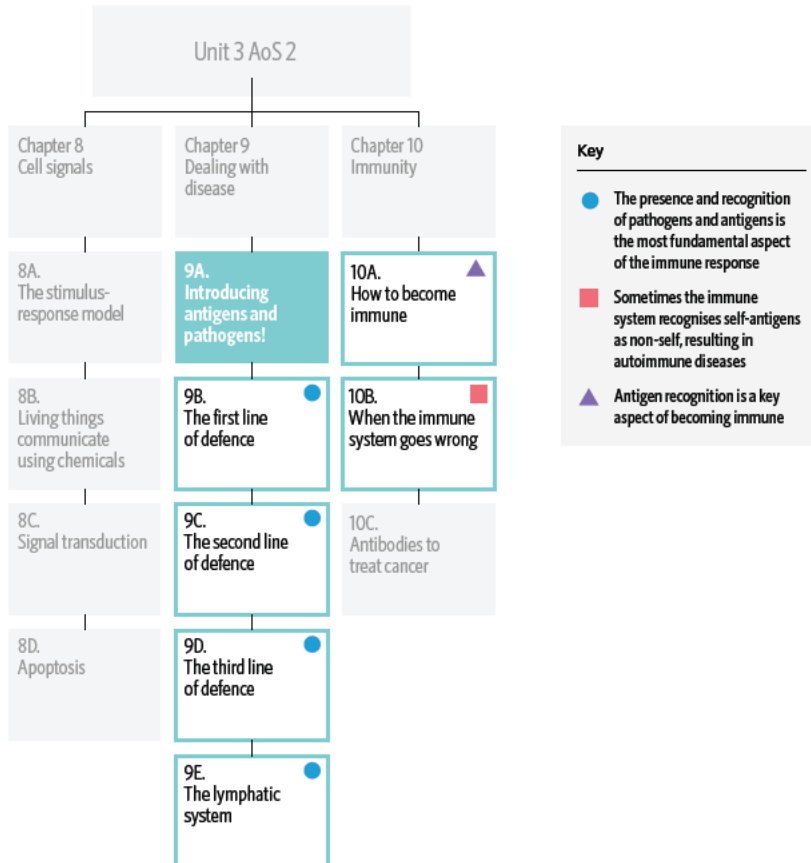 Unit 3 AoS 2
Chapter 8
Cell signals
8A.
The stimulus-
response model
8B.
Living things
communicate
using chemicals
8C.
Signal transduction
8D.
Apoptosis
Chapter 9
Dealing with
disease
9A.
Introducing
antigens and
pathogens!
9B.
The first line
of defence
9C.
The second line
of defence
9D.
The third line
of defence
9E.
The lymphatic
system
Chapter 10
Immunity
10A.
How to become
immune
10B.
When the immune
system goes wrong
10C.
Antibodies to
treat cancer
Key
The presence and recognition
of pathogens and antigens is
the most fundamental aspect
of the immune response
Sometimes the immune
system recognises self-antigens
as non-self, resulting in
autoimmune diseases
Antigen recognition is a key
aspect of becoming immune